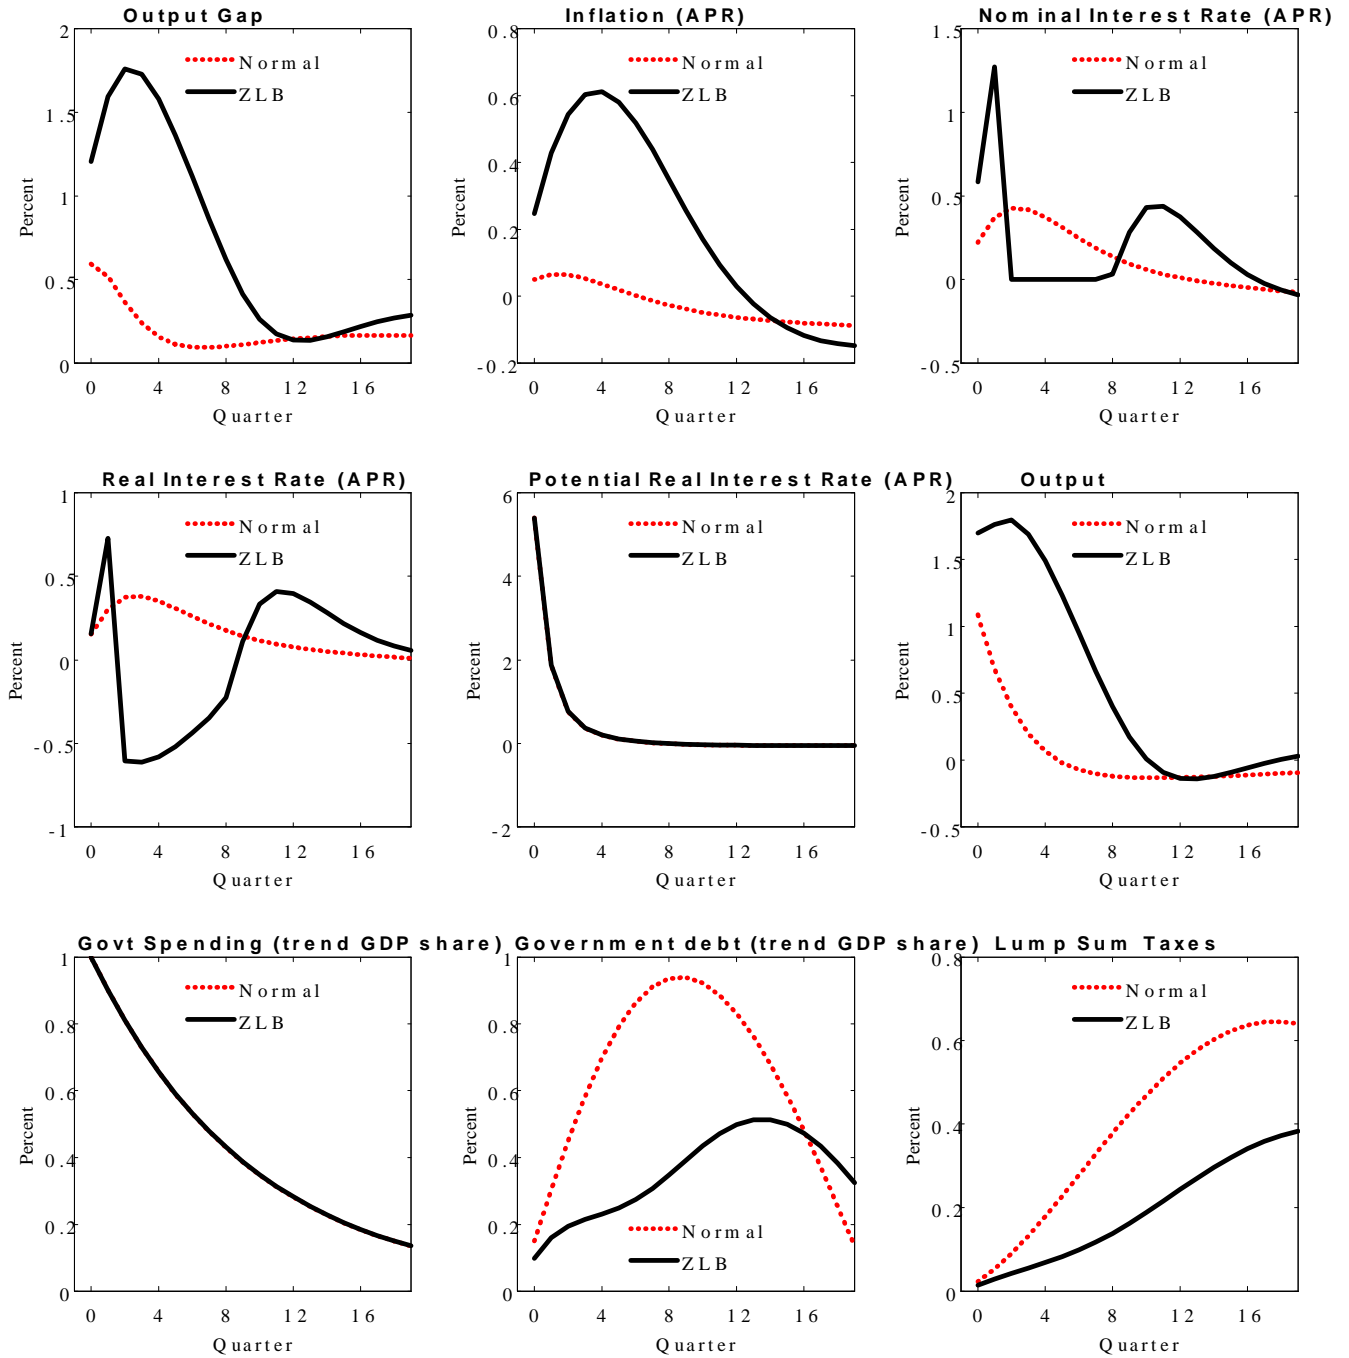 Output Gap
2
1.5
1
0.5
0
Percent
Normal
ZLB
0 4 8 12 16
Quarter
Inflation (APR)
0.8
0.6
0.4
0.2
0
-0.2
Percent
Normal
ZLB
0 4 8 12 16
Quarter
Nominal Interest Rate (APR)
1.5
1
0.5
0
-0.5
Percent
Normal
ZLB
0 4 8 12 16
Quarter
Real Interest Rate (APR)
1
0.5
0
-0.5
-1
Percent
Normal
ZLB
0 4 8 12 16
Quarter
Potential Real Interest Rate (APR)
6
4
2
0
-2
Percent
Normal
ZLB
0 4 8 12 16
Quarter
Output
2
1.5
1
0.5
0
-0.5
Percent
Normal
ZLB
0 4 8 12 16
Quarter
Govt Spending (trend GDP share)
1
0.8
0.6
0.4
0.2
0
Percent
Normal
ZLB
0 4 8 12 16
Quarter
Government debt (trend GDP share)
1
0.8
0.6
0.4
0.2
0
Percent
Normal
ZLB
0 4 8 12 16
Quarter
Lump Sum Taxes
0.8
0.6
0.4
0.2
0
Percent
Normal
ZLB
0 4 8 12 16
Quarter